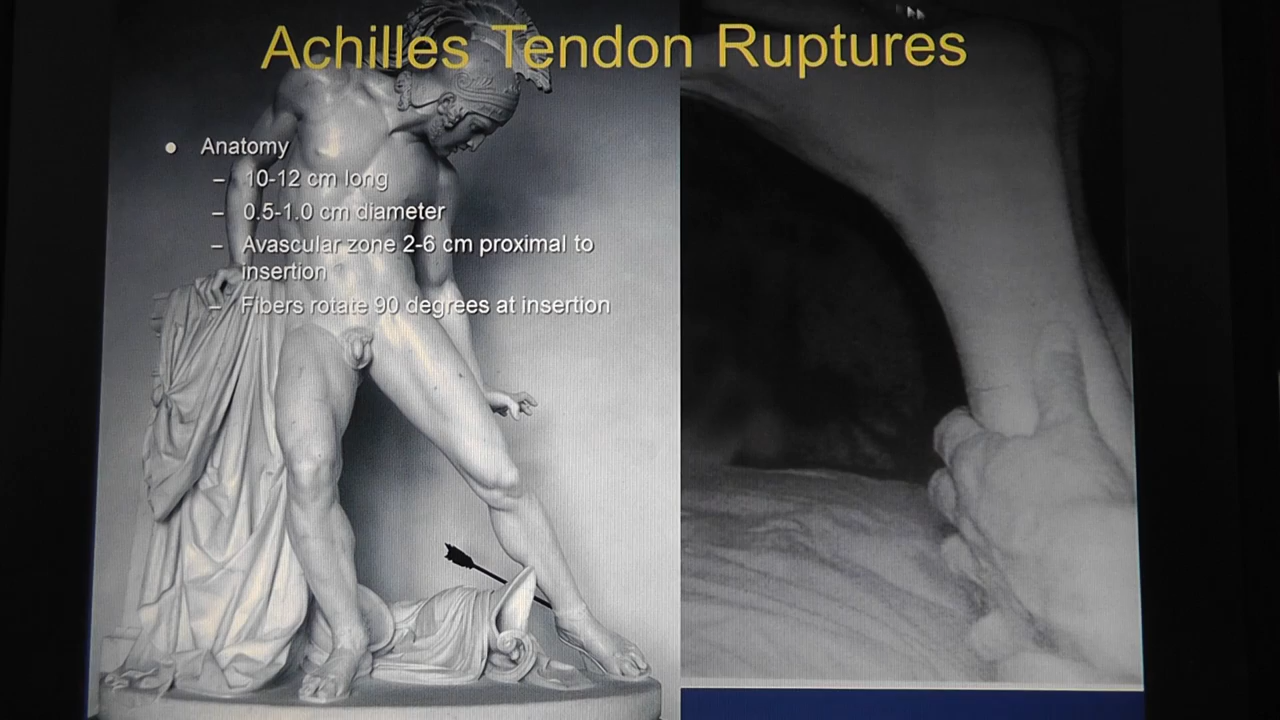 Achilles Tendon Ruptures
● Anatomy
– 10-12 cm long
– 0.5-1.0 cm diameter
– Avascular zone 2-6 cm proximal to
insertion
– Fibers rotate 90 degrees at insertion